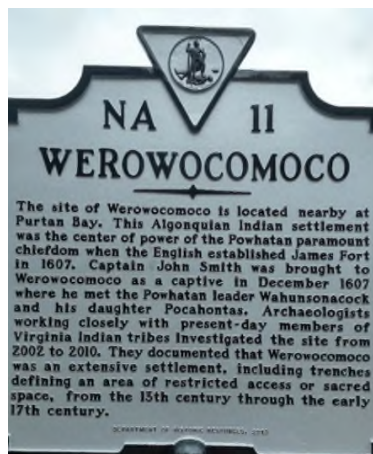 NA 11
WEROWOCOMOCO
The site of Werowocomoco is located nearby at
Purtan Bay. This Algonquian Indian settlement
was the center of power of the Powhatan paramount
chiefdom when the English established James Fort
in 1607. Captain John Smith was brought to
Werowocomoco as a captive in December 1607
where he met the Powhatan leader Wahunsonacock
and his daughter Pocahontas. Archaeologists
working closely with present-day members of
Virginia Indian tribes investigated the site from
2002 to 2010. They documented that Werowocomoco
was an extensive settlement, including trenches
defining an area of restricted access or sacred
space, from the 13th century through the early
17th century.
DEPARTMENT OF HISTORIC RESOURCES,